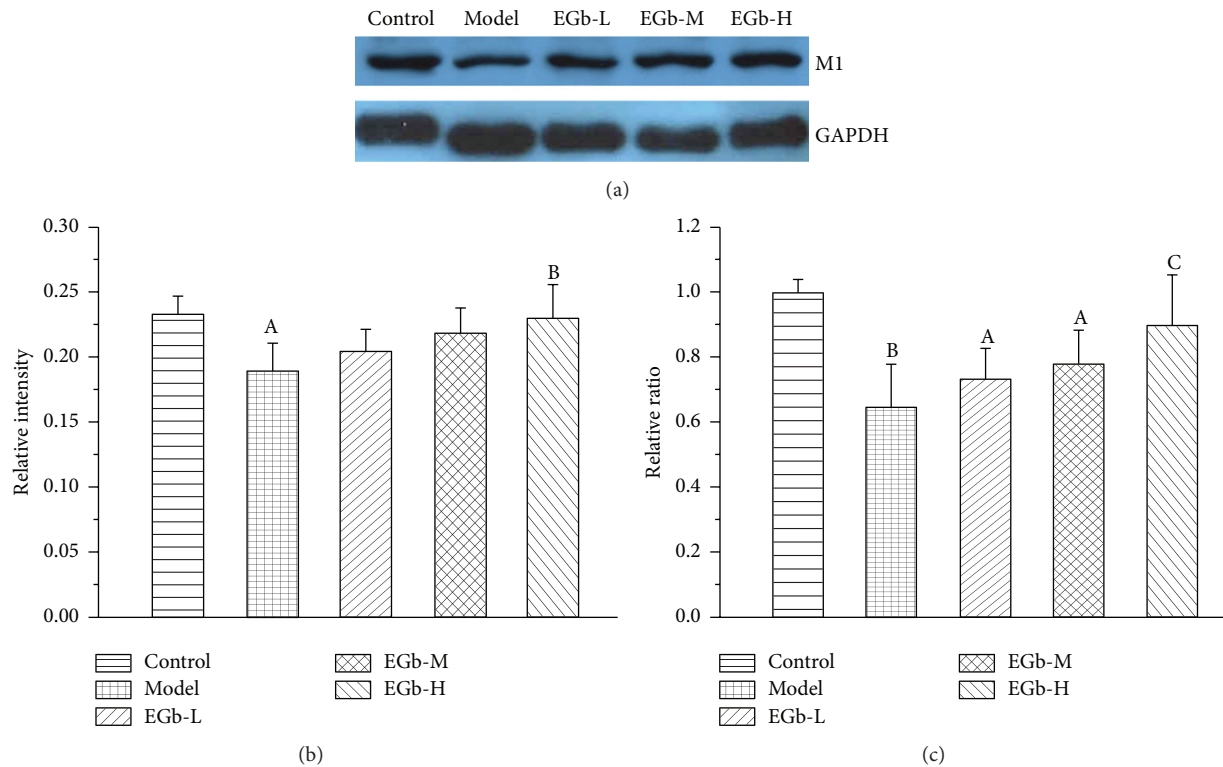 Control Model EGb-L EGb-M EGb-H
M1
GAPDH
(a)
0.30
0.25
0.20
0.15
0.10
0.05
0.00
Relative intensity
A
B
Control
Model
EGb-L
EGb-M
EGb-H
(b)
1.2
1.0
0.8
0.6
0.4
0.2
0.0
Relative ratio
B
A
A
C
Control
Model
EGb-L
EGb-M
EGb-H
(c)